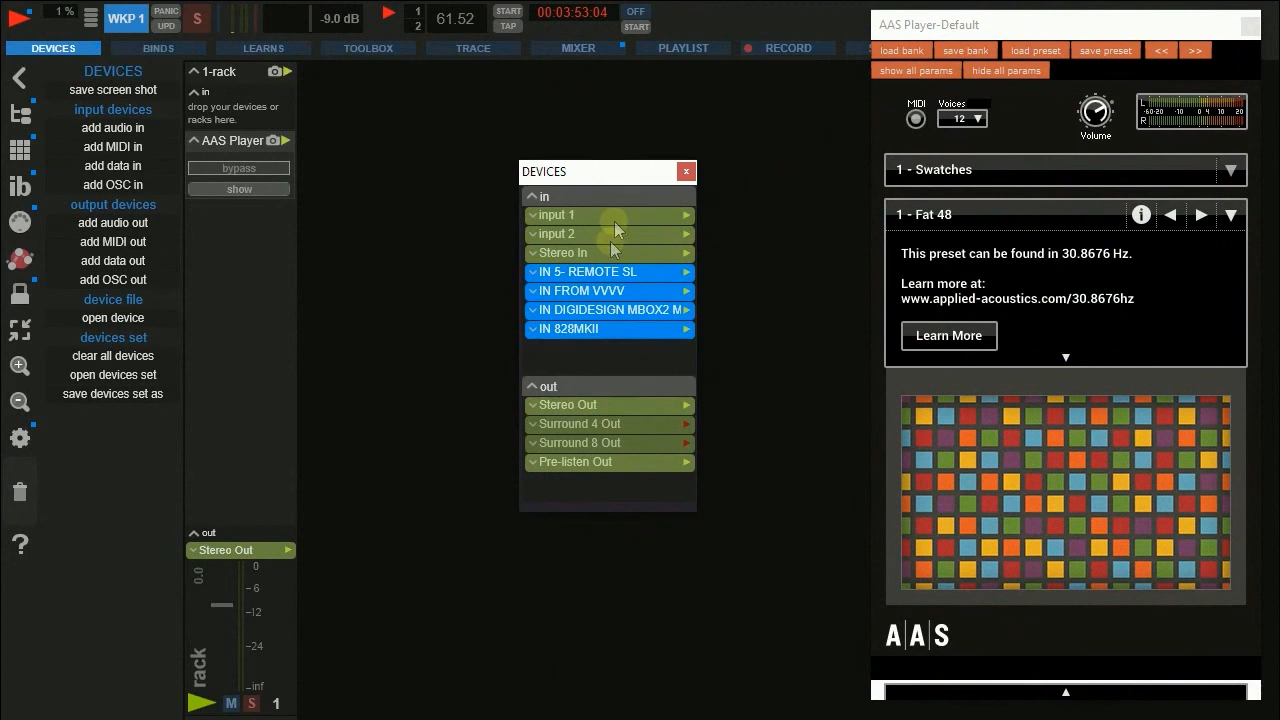 1 %
WKP 1
PANIC
UPD
S
-9.0 dB
1
2
61.52
START
TAP
00:03:53:04
OFF
START
DEVICES
BINDS
LEARNS
TOOLBOX
TRACE
MIXER
PLAYLIST
RECORD
DEVICES
save screen shot
input devices
add audio in
add MIDI in
add data in
add OSC in
output devices
add audio out
add MIDI out
add data out
add OSC out
device file
open device
devices set
clear all devices
open devices set
save devices set as
ib
?
1-rack
in
drop your devices or
racks here.
AAS Player
bypass
show
out
Stereo Out
0.0
0
-6
-12
-24
-inf
rack
M
S
1
DEVICES
x
in
input 1
input 2
Stereo In
IN 5- REMOTE SL
IN FROM VVVV
IN DIGIDESIGN MBOX2 M
IN 828MKII
out
Stereo Out
Surround 4 Out
Surround 8 Out
Pre-listen Out
AAS Player-Default
load bank
save bank
load preset
save preset
<<
>>
show all params
hide all params
MIDI
Voices
12
Volume
L
-60 -20 -10 0 4 10 20
R
1 - Swatches
1 - Fat 48
This preset can be found in 30.8676 Hz.
Learn more at:
www.applied-acoustics.com/30.8676hz
Learn More
A|A|S